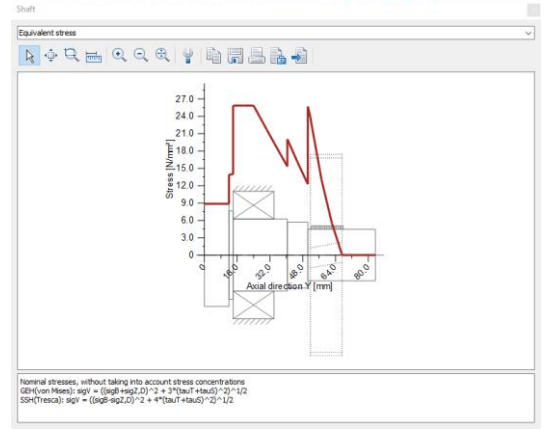 Shaft
Equivalent stress
27.0
24.0
21.0
18.0
15.0
12.0
9.0
6.0
3.0
0
Stress [N/mm²]
0
16.0
32.0
48.0
64.0
80.0
Axial direction Y [mm]
Nominal stresses, without taking into account stress concentrations
GEH(von Mises): sigV = ((sigB+sigZ,D)^2 + 3*(tauT+tauS)^2)^1/2
SSH(Tresca): sigV = ((sigB-sigZ,D)^2 + 4*(tauT+tauS)^2)^1/2